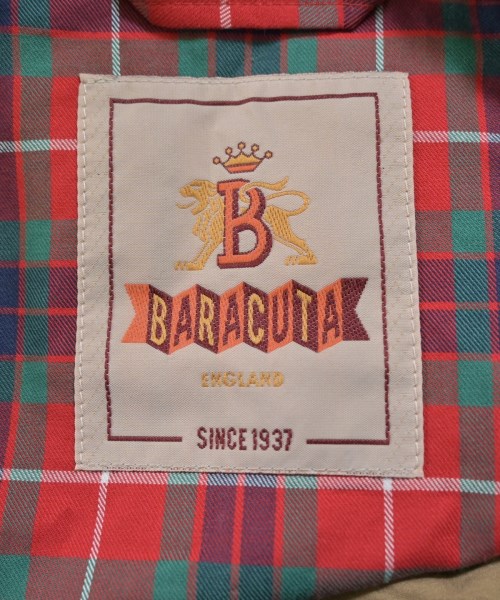 B
BARACUTA
ENGLAND
SINCE 1937